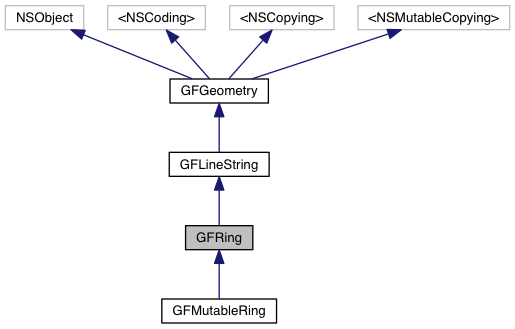 NSObject
<NSCoding>
<NSCopying>
<NSMutableCopying>
GFGeometry
GFLineString
GFRing
GFMutableRing